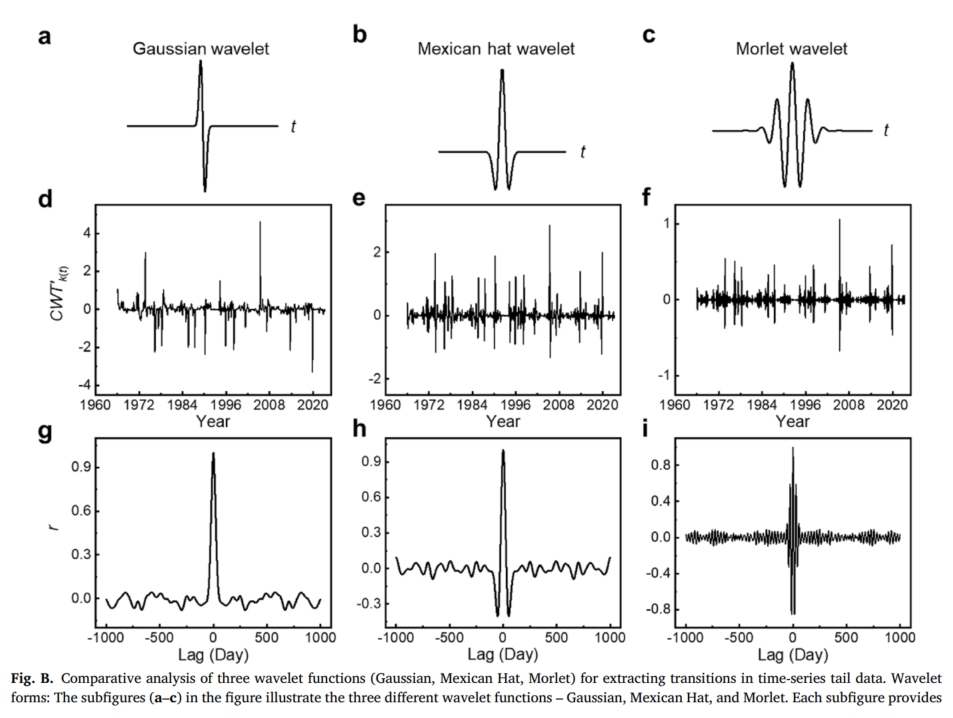 a
Gaussian wavelet
t
b
Mexican hat wavelet
t
c
Morlet wavelet
t
d
CWT'k(t)
4
2
0
-2
-4
1960 1972 1984 1996 2008 2020
Year
e
2
0
-2
1960 1972 1984 1996 2008 2020
Year
f
1
0
-1
1960 1972 1984 1996 2008 2020
Year
g
r
0.9
0.6
0.3
0.0
-1000 -500 0 500 1000
Lag (Day)
h
0.9
0.6
0.3
0.0
-0.3
-1000 -500 0 500 1000
Lag (Day)
i
0.8
0.4
0.0
-0.4
-0.8
-1000 -500 0 500 1000
Lag (Day)
Fig. B. Comparative analysis of three wavelet functions (Gaussian, Mexican Hat, Morlet) for extracting transitions in time-series tail data. Wavelet
forms: The subfigures (a–c) in the figure illustrate the three different wavelet functions – Gaussian, Mexican Hat, and Morlet. Each subfigure provides